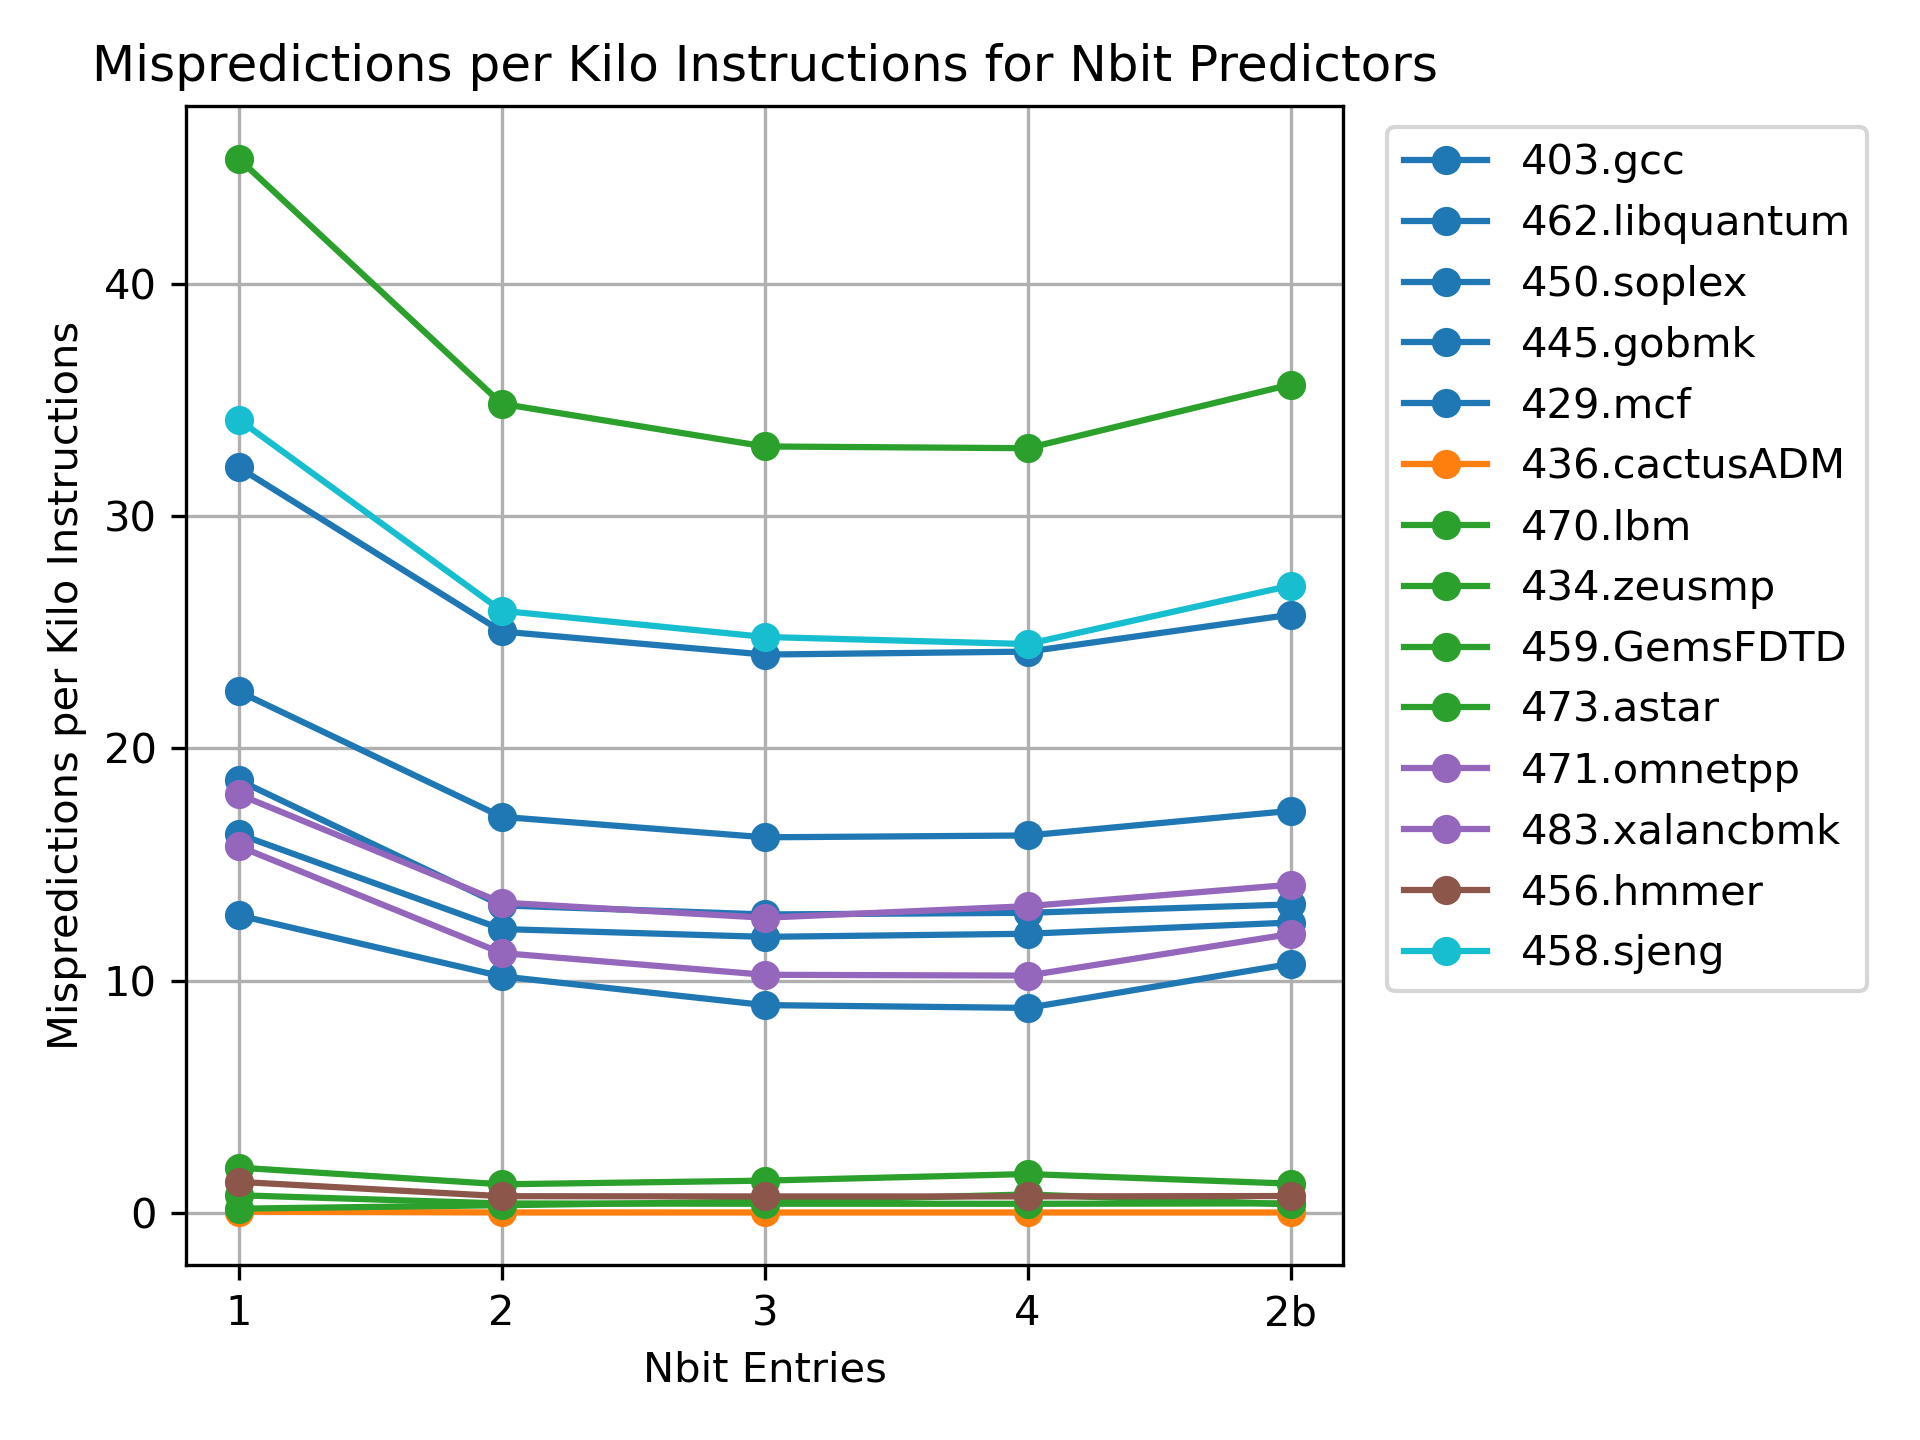 Mispredictions per Kilo Instructions for Nbit Predictors
Mispredictions per Kilo Instructions
40
30
20
10
0
1 2 3 4 2b
Nbit Entries
403.gcc
462.libquantum
450.soplex
445.gobmk
429.mcf
436.cactusADM
470.lbm
434.zeusmp
459.GemsFDTD
473.astar
471.omnetpp
483.xalancbmk
456.hmmer
458.sjeng